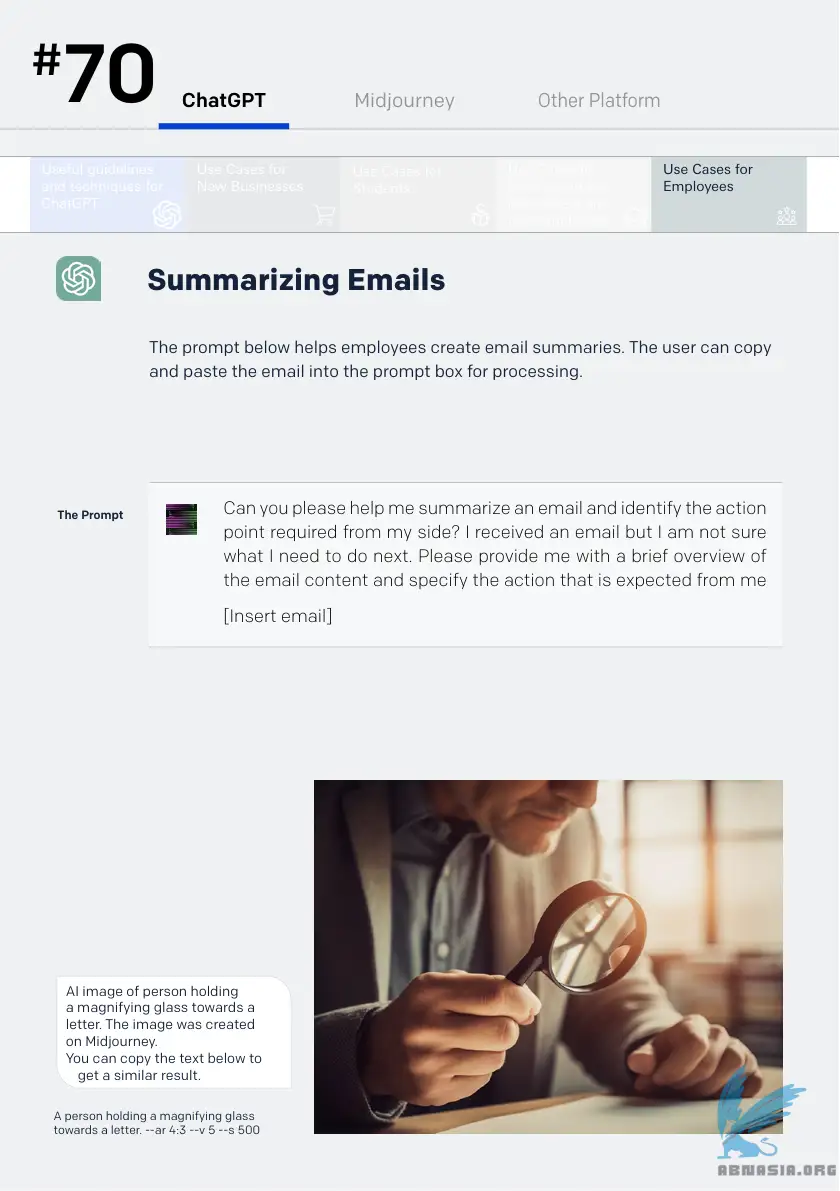 #70
ChatGPT
Midjourney
Other Platform
Useful guidelines
and techniques for
ChatGPT
Use Cases for
New Businesses
Use Cases for
Students
Use Cases for
Employees
Summarizing Emails
The prompt below helps employees create email summaries. The user can copy
and paste the email into the prompt box for processing.
The Prompt
Can you please help me summarize an email and identify the action
point required from my side? I received an email but I am not sure
what I need to do next. Please provide me with a brief overview of
the email content and specify the action that is expected from me
[Insert email]
AI image of person holding
a magnifying glass towards a
letter. The image was created
on Midjourney.
You can copy the text below to
get a similar result.
A person holding a magnifying glass
towards a letter. --ar 4:3 --v 5 --s 500
ABNASIA.ORG